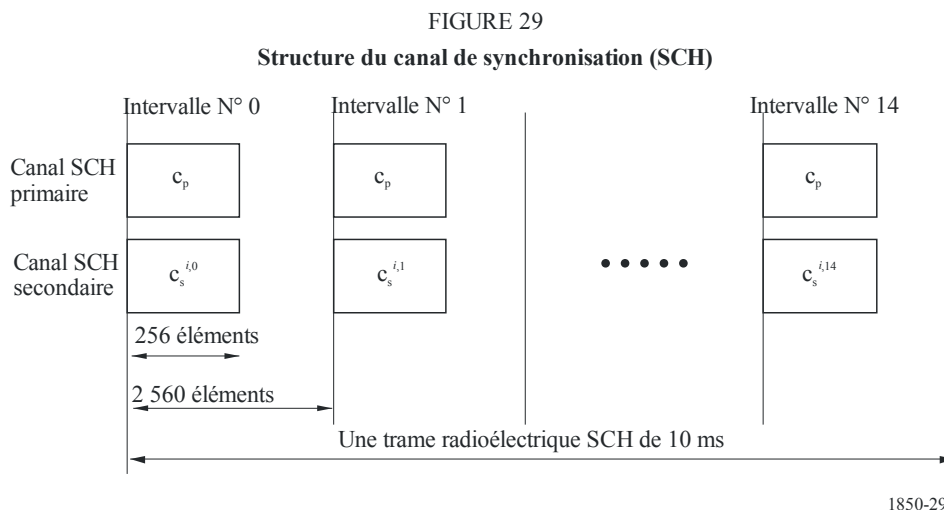 FIGURE 29
Structure du canal de synchronisation (SCH)
Intervalle N° 0
Intervalle N° 1
Intervalle N° 14
Canal SCH
primaire
c_p
c_p
c_p
Canal SCH
secondaire
c_s^i,0
c_s^i,1
c_s^i,14
256 éléments
2 560 éléments
Une trame radioélectrique SCH de 10 ms
1850-29